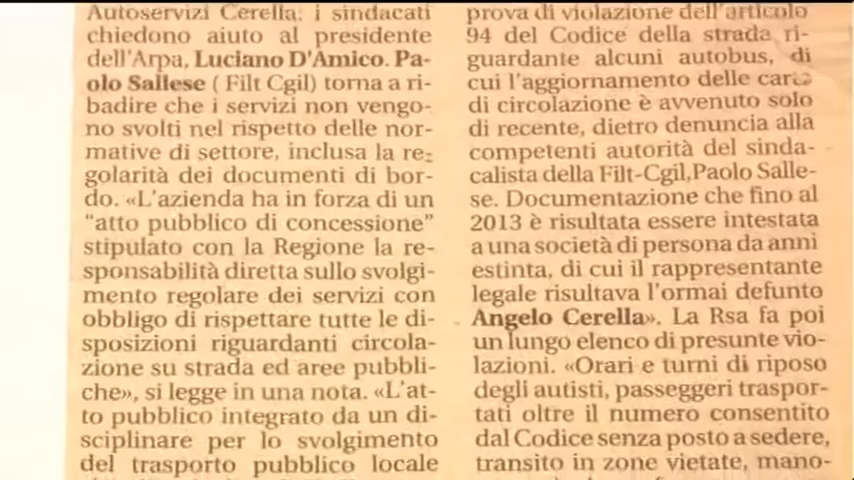 Autoservizi Cerella: i sindacati
chiedono aiuto al presidente
dell'Arpa, Luciano D'Amico. Pa-
olo Sallese ( Filt Cgil) torna a ri-
badire che i servizi non vengo-
no svolti nel rispetto delle nor-
mative di settore, inclusa la re-
golarità dei documenti di bor-
do. «L'azienda ha in forza di un
“atto pubblico di concessione”
stipulato con la Regione la re-
sponsabilità diretta sullo svolgi-
mento regolare dei servizi con
obbligo di rispettare tutte le di-
sposizioni riguardanti circola-
zione su strada ed aree pubbli-
che», si legge in una nota. «L'at-
to pubblico integrato da un di-
sciplinare per lo svolgimento
del trasporto pubblico locale
prova di violazione dell'articolo
94 del Codice della strada ri-
guardante alcuni autobus, di
cui l'aggiornamento delle carte
di circolazione è avvenuto solo
di recente, dietro denuncia alla
competenti autorità del sinda-
calista della Filt-Cgil,Paolo Salle-
se. Documentazione che fino al
2013 è risultata essere intestata
a una società di persona da anni
estinta, di cui il rappresentante
legale risultava l'ormai defunto
Angelo Cerella». La Rsa fa poi
un lungo elenco di presunte vio-
lazioni. «Orari e turni di riposo
degli autisti, passeggeri traspor-
tati oltre il numero consentito
dal Codice senza posto a sedere,
transito in zone vietate, mano-